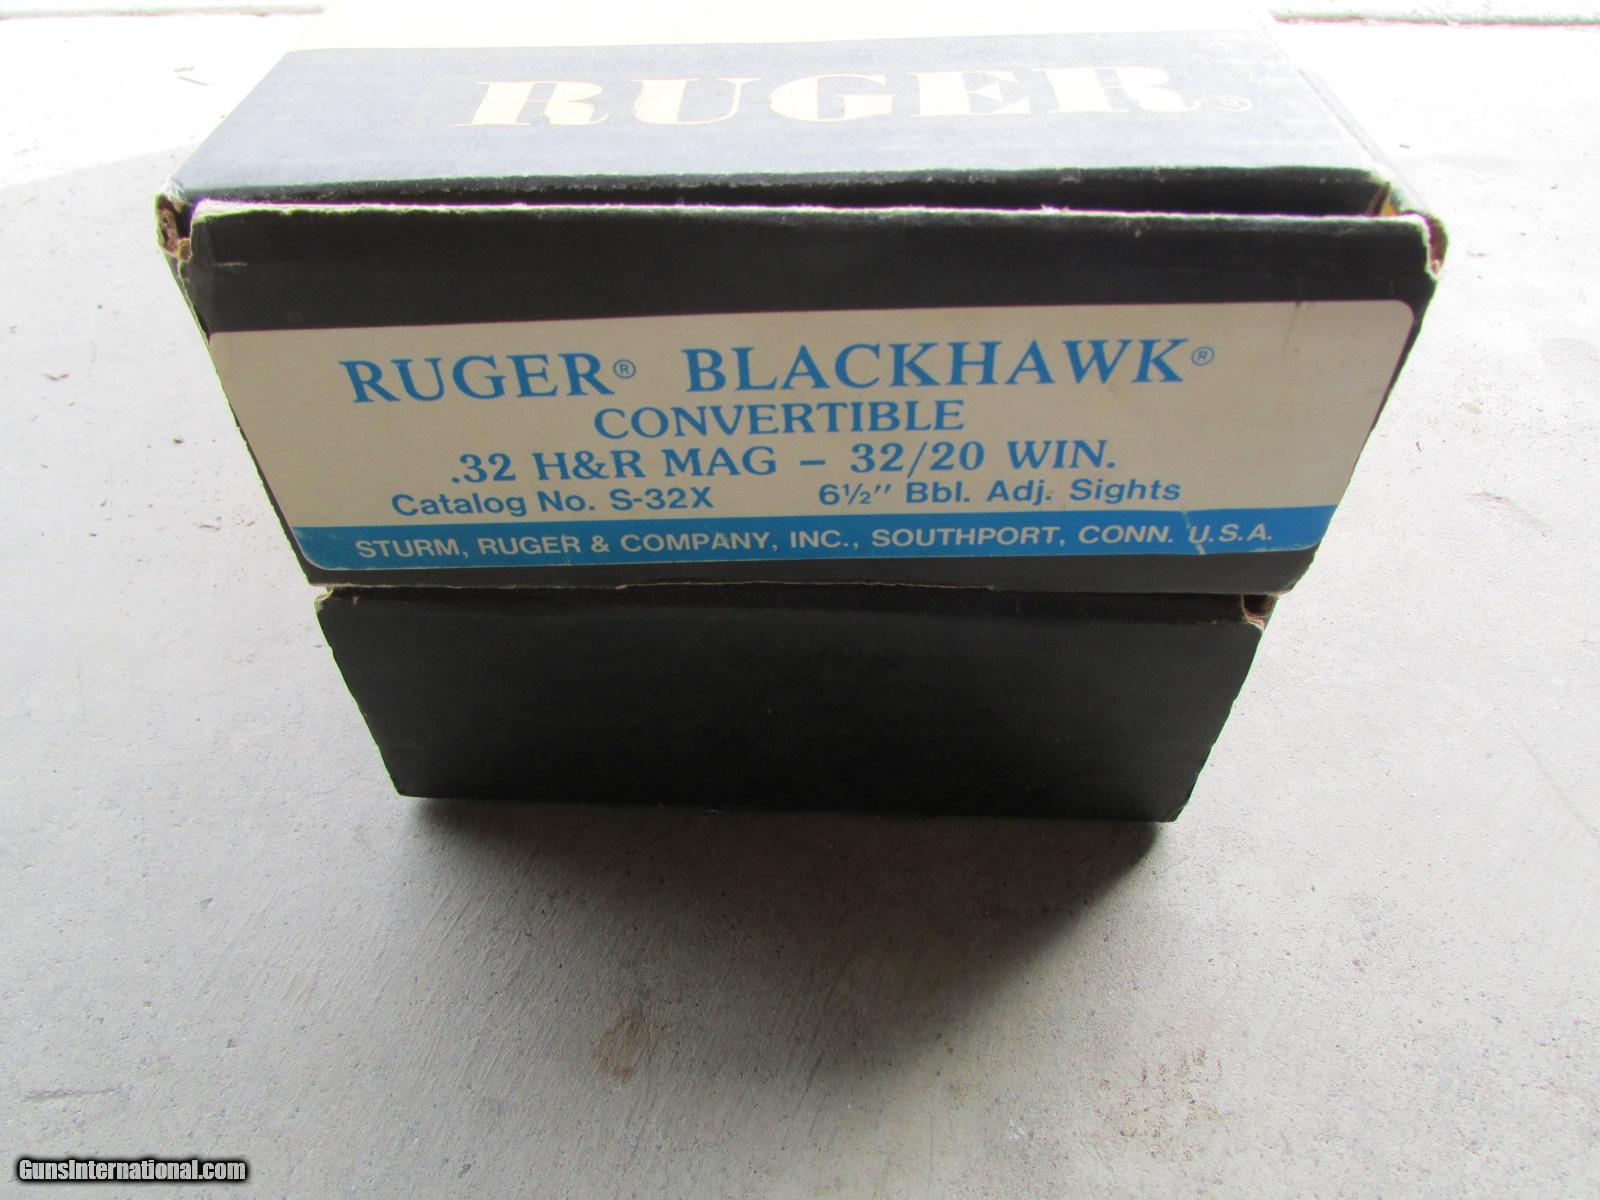 RUGER®
RUGER® BLACKHAWK®
CONVERTIBLE
.32 H&R MAG – 32/20 WIN.
Catalog No. S-32X 6½" Bbl. Adj. Sights
STURM, RUGER & COMPANY, INC., SOUTHPORT, CONN. U.S.A.
GunsInternational.com